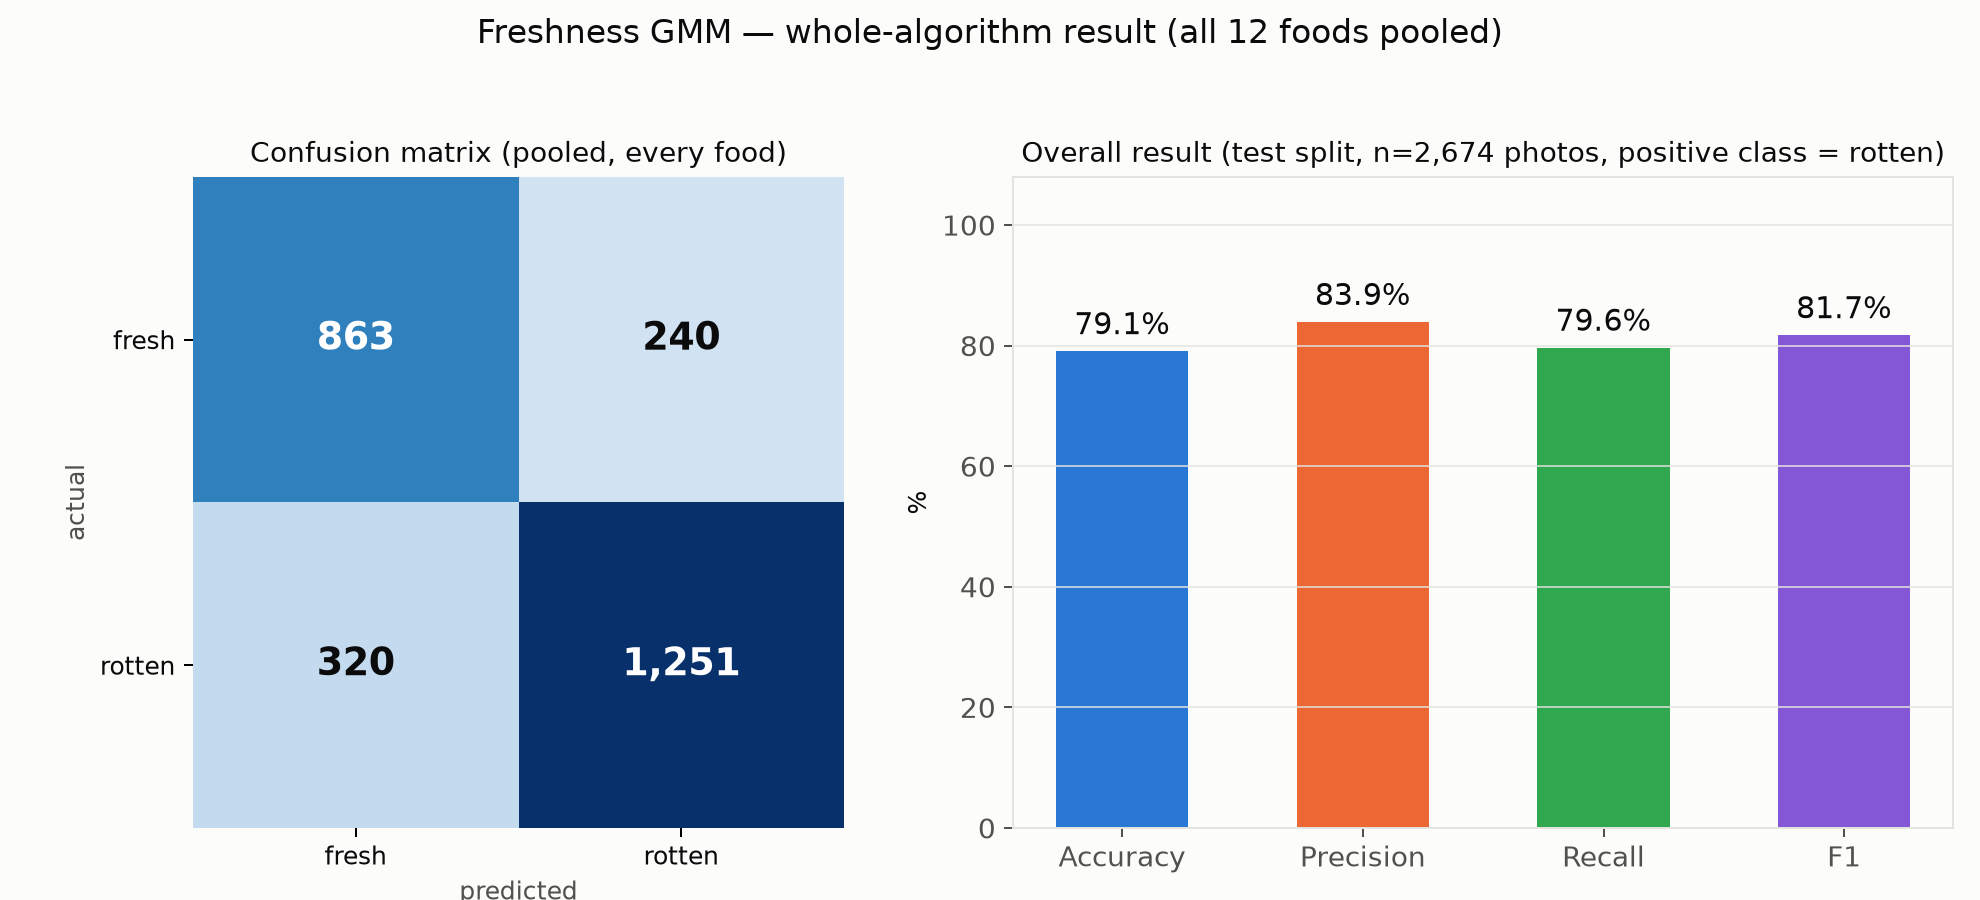 Freshness GMM — whole-algorithm result (all 12 foods pooled)
Confusion matrix (pooled, every food)
863
240
320
1,251
fresh
rotten
actual
fresh
rotten
predicted
Overall result (test split, n=2,674 photos, positive class = rotten)
100
80
60
40
20
0
%
79.1%
83.9%
79.6%
81.7%
Accuracy
Precision
Recall
F1